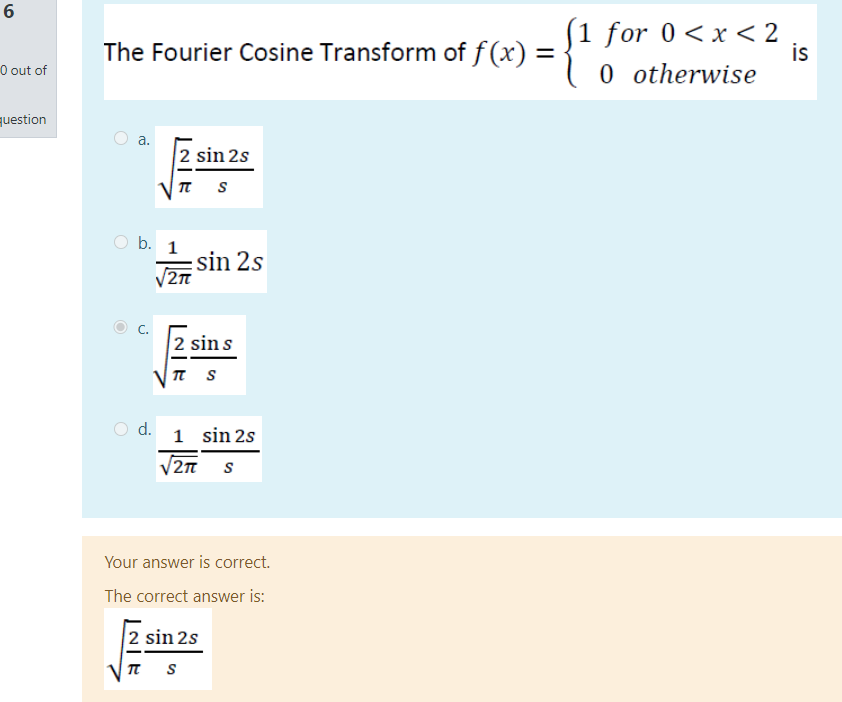 6
0 out of
question
The Fourier Cosine Transform of f(x) = {1 for 0 < x < 2
0 otherwise
is
a. √(2/π) sin 2s / s
b. 1/√(2π) sin 2s
c. √(2/π) sin s / s
d. 1/√(2π) sin 2s / s
Your answer is correct.
The correct answer is:
√(2/π) sin 2s / s